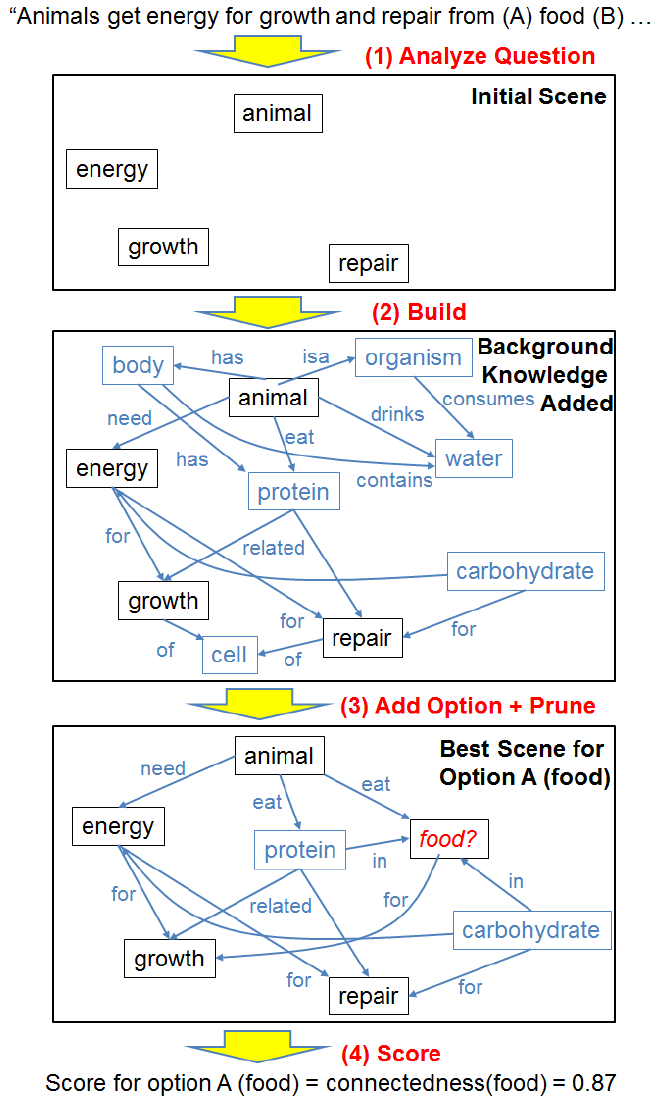 “Animals get energy for growth and repair from (A) food (B) …
(1) Analyze Question
Initial Scene
animal
energy
growth
repair
(2) Build
Background
Knowledge
Added
body
has
isa
organism
animal
consumes
need
drinks
eat
energy
has
water
protein
contains
for
related
carbohydrate
growth
for
repair
for
of
cell
of
(3) Add Option + Prune
Best Scene for
Option A (food)
animal
need
eat
eat
energy
food?
protein
in
for
in
for
related
carbohydrate
growth
for
repair
for
(4) Score
Score for option A (food) = connectedness(food) = 0.87